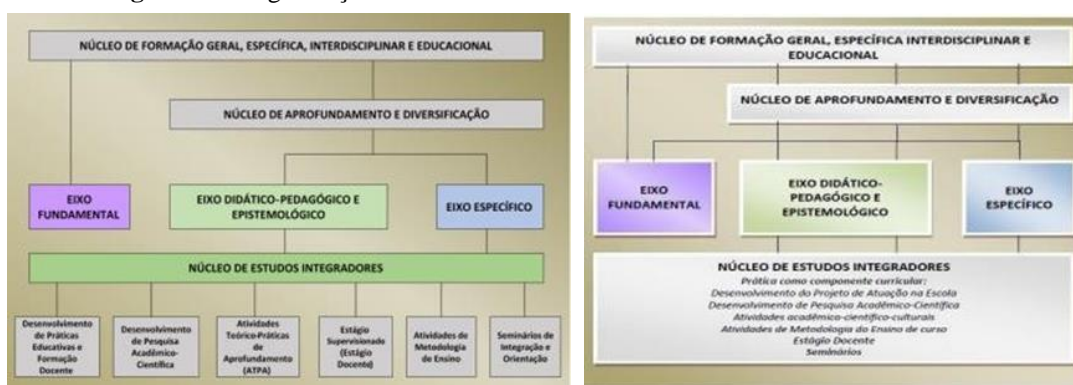 NÚCLEO DE FORMAÇÃO GERAL, ESPECÍFICA, INTERDISCIPLINAR E EDUCACIONAL
NÚCLEO DE APROFUNDAMENTO E DIVERSIFICAÇÃO
EIXO
FUNDAMENTAL
EIXO DIDÁTICO-PEDAGÓGICO E
EPISTEMOLÓGICO
EIXO ESPECÍFICO
NÚCLEO DE ESTUDOS INTEGRADORES
Desenvolvimento
de Práticas
Educativas e
Formação
Docente
Desenvolvimento
de Pesquisa
Acadêmico-
Científica
Atividades
Teórico-Práticas
de
Aprofundamento
(ATPA)
Estágio
Supervisionado
(Estágio
Docente)
Atividades de
Metodologia
de Ensino
Seminários de
Integração e
Orientação
NÚCLEO DE FORMAÇÃO GERAL, ESPECÍFICA INTERDISCIPLINAR E
EDUCACIONAL
NÚCLEO DE APROFUNDAMENTO E DIVERSIFICAÇÃO
EIXO
FUNDAMENTAL
EIXO DIDÁTICO-
PEDAGÓGICO E
EPISTEMOLÓGICO
EIXO
ESPECÍFICO
NÚCLEO DE ESTUDOS INTEGRADORES
Prática como componente curricular:
Desenvolvimento do Projeto de Atuação na Escola
Desenvolvimento de Pesquisa Acadêmico-Científica
Atividades acadêmico-científico-culturais
Atividades de Metodologia do Ensino de curso
Estágio Docente
Seminários